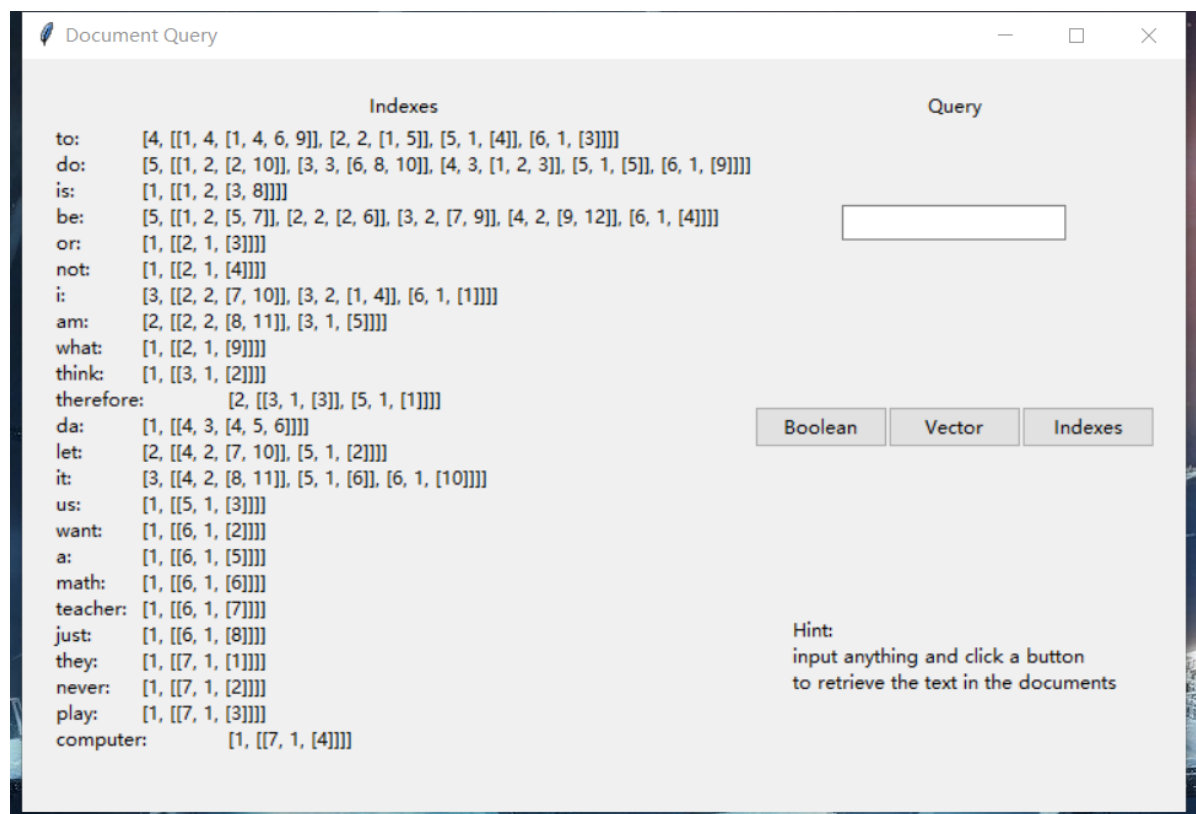 Document Query
Indexes
to: [4, [[1, 4, [1, 4, 6, 9]], [2, 2, [1, 5]], [5, 1, [4]], [6, 1, [3]]]]
do: [5, [[1, 2, [2, 10]], [3, 3, [6, 8, 10]], [4, 3, [1, 2, 3]], [5, 1, [5]], [6, 1, [9]]]]
is: [1, [[1, 2, [3, 8]]]]
be: [5, [[1, 2, [5, 7]], [2, 2, [2, 6]], [3, 2, [7, 9]], [4, 2, [9, 12]], [6, 1, [4]]]]
or: [1, [[2, 1, [3]]]]
not: [1, [[2, 1, [4]]]]
i: [3, [[2, 2, [7, 10]], [3, 2, [1, 4]], [6, 1, [1]]]]
am: [2, [[2, 2, [8, 11]], [3, 1, [5]]]]
what: [1, [[2, 1, [9]]]]
think: [1, [[3, 1, [2]]]]
therefore: [2, [[3, 1, [3]], [5, 1, [1]]]]
da: [1, [[4, 3, [4, 5, 6]]]]
let: [2, [[4, 2, [7, 10]], [5, 1, [2]]]]
it: [3, [[4, 2, [8, 11]], [5, 1, [6]], [6, 1, [10]]]]
us: [1, [[5, 1, [3]]]]
want: [1, [[6, 1, [2]]]]
a: [1, [[6, 1, [5]]]]
math: [1, [[6, 1, [6]]]]
teacher: [1, [[6, 1, [7]]]]
just: [1, [[6, 1, [8]]]]
they: [1, [[7, 1, [1]]]]
never: [1, [[7, 1, [2]]]]
play: [1, [[7, 1, [3]]]]
computer: [1, [[7, 1, [4]]]]
Query
Boolean Vector Indexes
Hint:
input anything and click a button
to retrieve the text in the documents